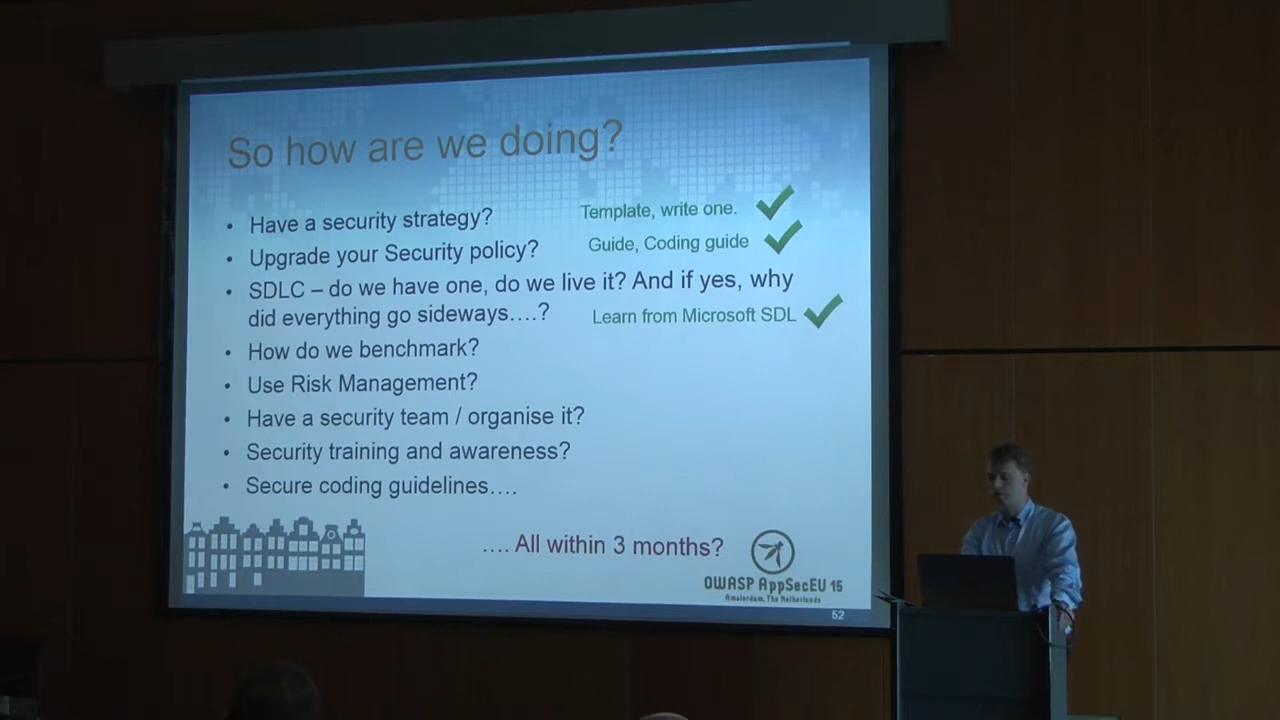 So how are we doing?
• Have a security strategy? Template, write one.
• Upgrade your Security policy? Guide, Coding guide
• SDLC – do we have one, do we live it? And if yes, why
did everything go sideways….? Learn from Microsoft SDL
• How do we benchmark?
• Use Risk Management?
• Have a security team / organise it?
• Security training and awareness?
• Secure coding guidelines….
…. All within 3 months?
OWASP AppSecEU 15
Amsterdam, The Netherlands
52